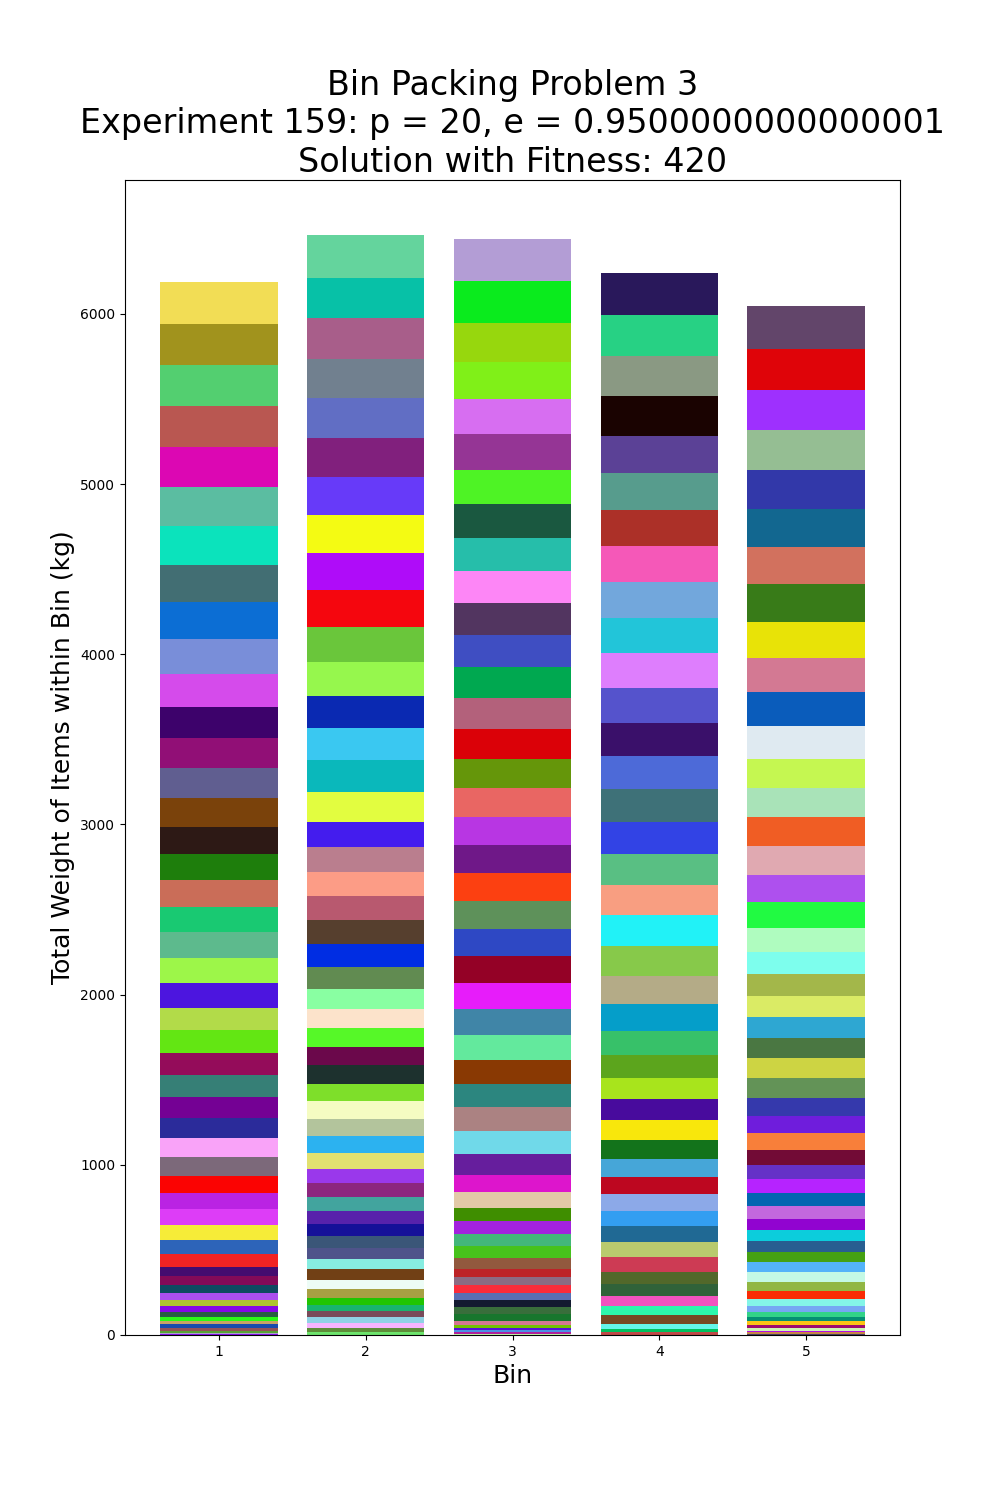 Bin Packing Problem 3
Experiment 159: p = 20, e = 0.9500000000000001
Solution with Fitness: 420
Total Weight of Items within Bin (kg)
6000
5000
4000
3000
2000
1000
0
1 2 3 4 5
Bin